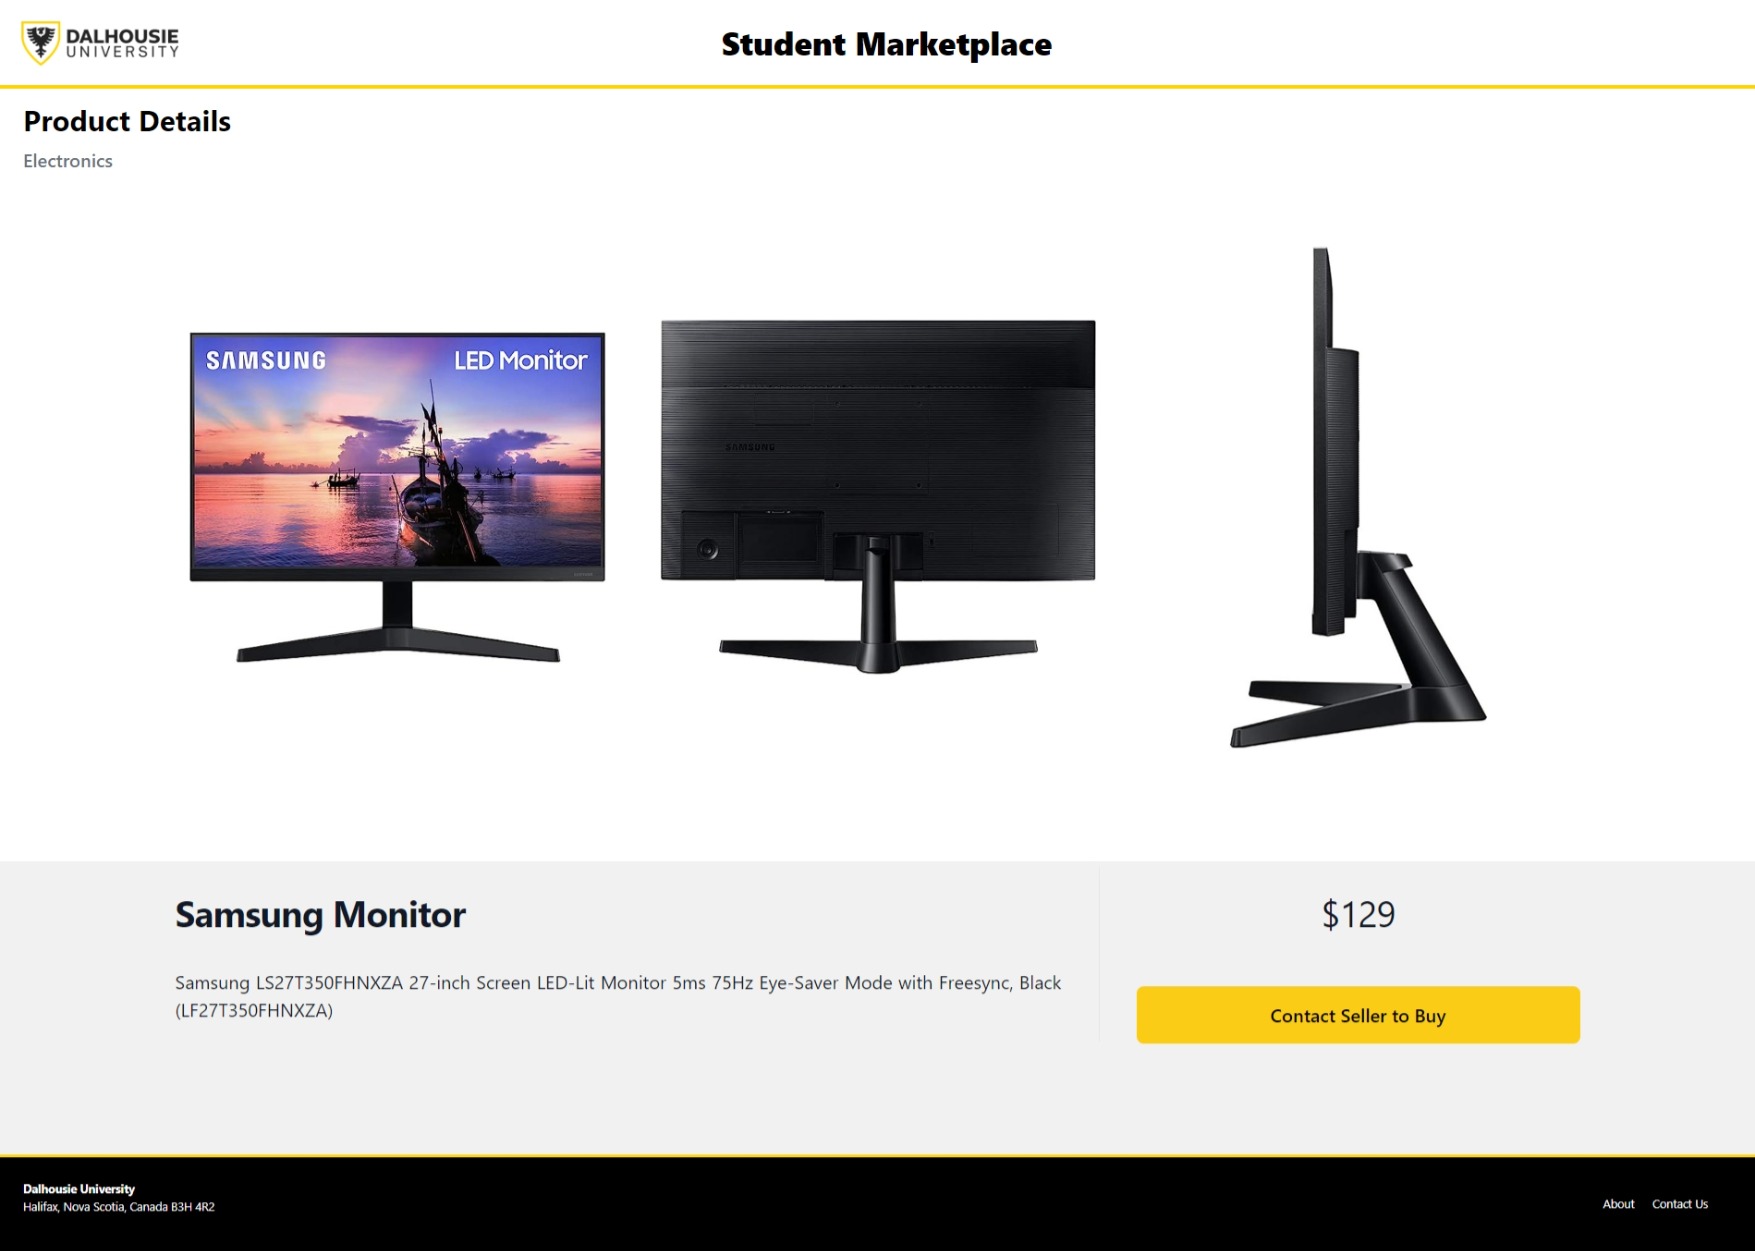 DALHOUSIE
UNIVERSITY
Student Marketplace
Product Details
Electronics
SAMSUNG
LED Monitor
SAMSUNG
Samsung Monitor
$129
Samsung LS27T350FHNXZA 27-inch Screen LED-Lit Monitor 5ms 75Hz Eye-Saver Mode with Freesync, Black
(LF27T350FHNXZA)
Contact Seller to Buy
Dalhousie University
Halifax, Nova Scotia, Canada B3H 4R2
About
Contact Us